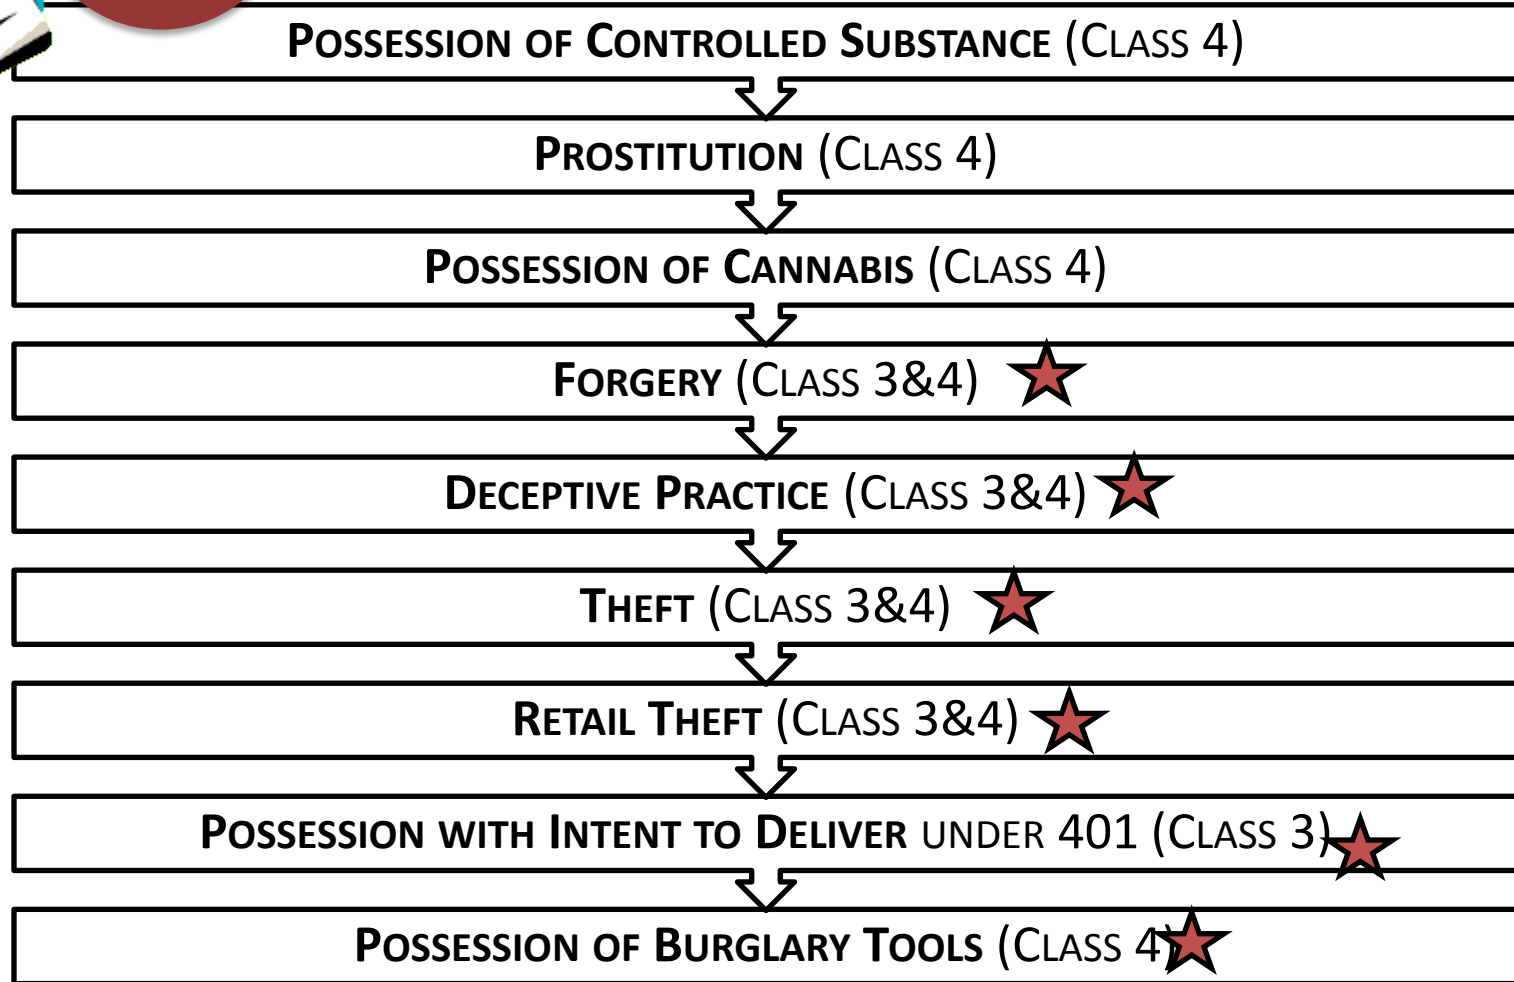 Possession of Controlled Substance (Class 4)
Prostitution (Class 4)
Possession of Cannabis (Class 4)
Forgery (Class 3&4)
Deceptive Practice (Class 3&4)
Theft (Class 3&4)
Retail Theft (Class 3&4)
Possession with Intent to Deliver under 401 (Class 3)
Possession of Burglary Tools (Class 4)